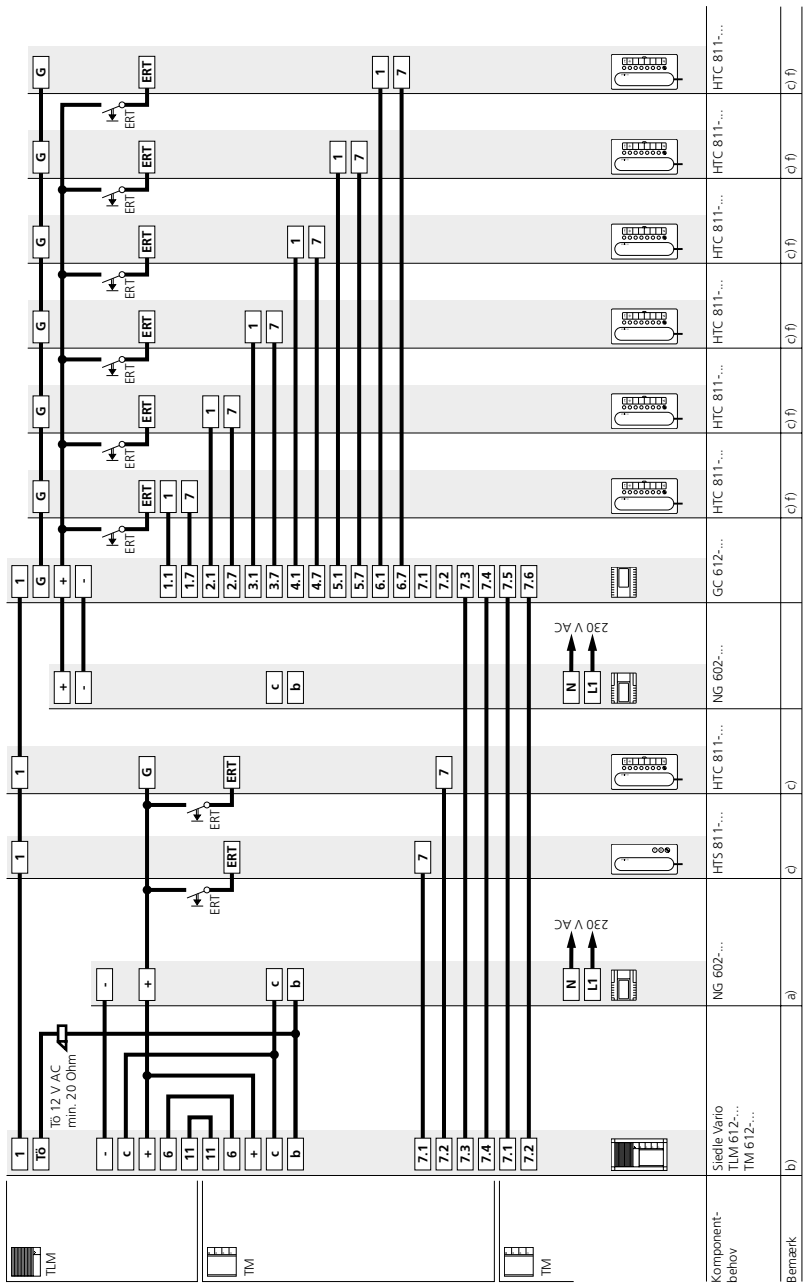 1 1 1 1
Tö G G G G G G G
TLM
Tö 12 V AC
min. 20 Ohm
+ +
- -
- -
c
ERT ERT ERT ERT ERT ERT
+ + G ERT ERT ERT ERT ERT ERT
6 1.1 1
11 1.7 7
11 2.1 1
ERT ERT
6 ERT ERT 2.7 7
TM
+ 3.1 1
c c c 3.7 7
b b b 4.1 1
4.7 7
5.1 1
5.7 7
6.1 1
6.7 7
7.1 7 7.1
7.2 7 7.2
7.3 7.3
7.4 7.4
7.1 7.5
7.2 7.6
TM
N N
L1 L1
230 V AC 230 V AC
Komponent-
behov
Siedle Vario
TLM 612-...
TM 612-...
NG 602-...
HTS 811-...
HTC 811-...
NG 602-...
GC 612-...
HTC 811-...
HTC 811-...
HTC 811-...
HTC 811-...
HTC 811-...
HTC 811-...
Bemærk b) a) c) c) c) f) c) f) c) f) c) f) c) f) c) f)